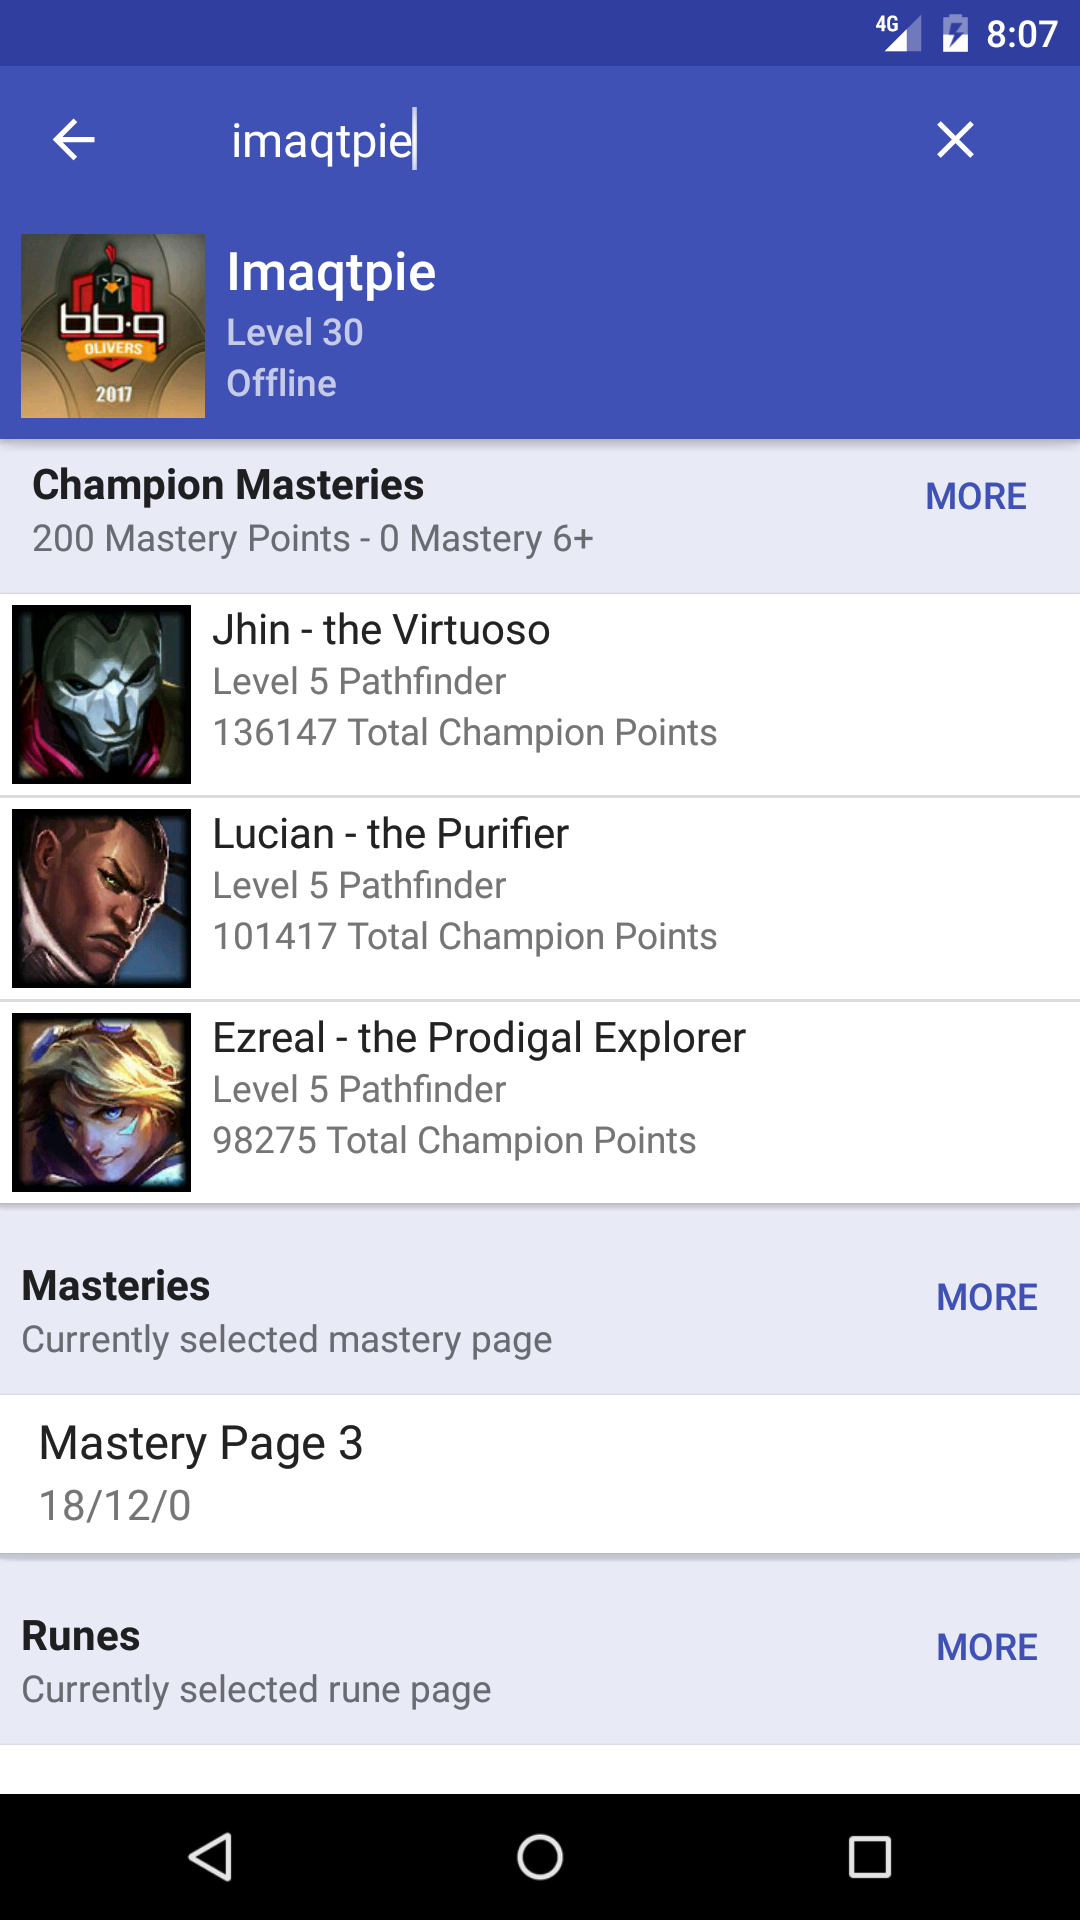 4G 8:07
imaqtpie
bb.q
OLIVERS
2017
Imaqtpie
Level 30
Offline
Champion Masteries
MORE
200 Mastery Points - 0 Mastery 6+
Jhin - the Virtuoso
Level 5 Pathfinder
136147 Total Champion Points
Lucian - the Purifier
Level 5 Pathfinder
101417 Total Champion Points
Ezreal - the Prodigal Explorer
Level 5 Pathfinder
98275 Total Champion Points
Masteries
MORE
Currently selected mastery page
Mastery Page 3
18/12/0
Runes
MORE
Currently selected rune page